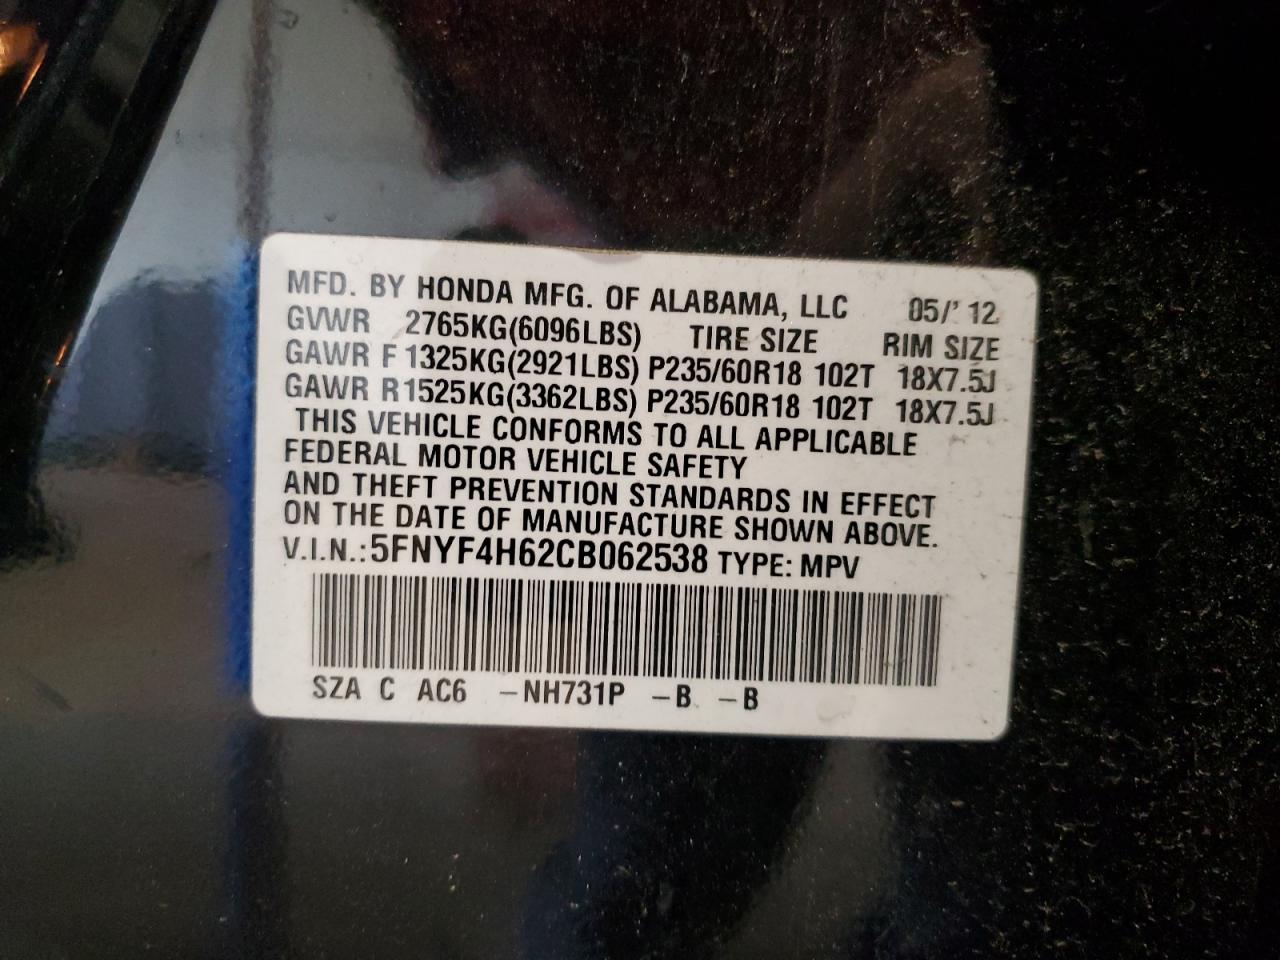 MFD. BY HONDA MFG. OF ALABAMA, LLC 05/' 12
GVWR 2765KG(6096LBS) TIRE SIZE RIM SIZE
GAWR F 1325KG(2921LBS) P235/60R18 102T 18X7.5J
GAWR R1525KG(3362LBS) P235/60R18 102T 18X7.5J
THIS VEHICLE CONFORMS TO ALL APPLICABLE
FEDERAL MOTOR VEHICLE SAFETY
AND THEFT PREVENTION STANDARDS IN EFFECT
ON THE DATE OF MANUFACTURE SHOWN ABOVE.
V.I.N.:5FNYF4H62CB062538 TYPE: MPV
SZA C AC6 -NH731P -B -B